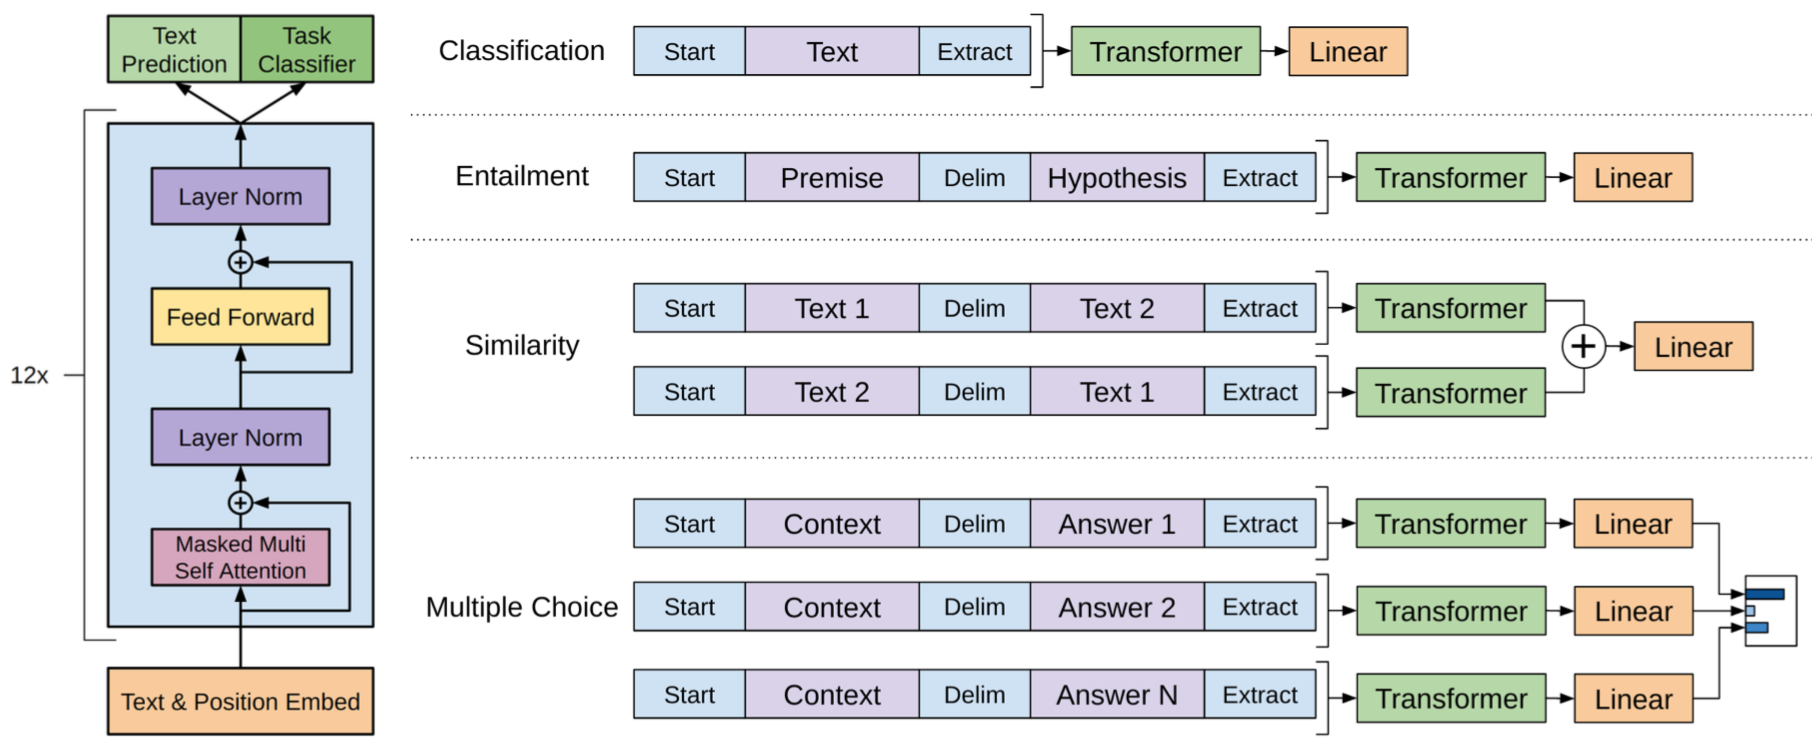 Text
Prediction
Task
Classifier
12x
Layer Norm
Feed Forward
Layer Norm
Masked Multi
Self Attention
Text & Position Embed
Classification
Start
Text
Extract
Transformer
Linear
Entailment
Start
Premise
Delim
Hypothesis
Extract
Transformer
Linear
Similarity
Start
Text 1
Delim
Text 2
Extract
Transformer
Start
Text 2
Delim
Text 1
Extract
Transformer
Linear
Multiple Choice
Start
Context
Delim
Answer 1
Extract
Transformer
Linear
Start
Context
Delim
Answer 2
Extract
Transformer
Linear
Start
Context
Delim
Answer N
Extract
Transformer
Linear